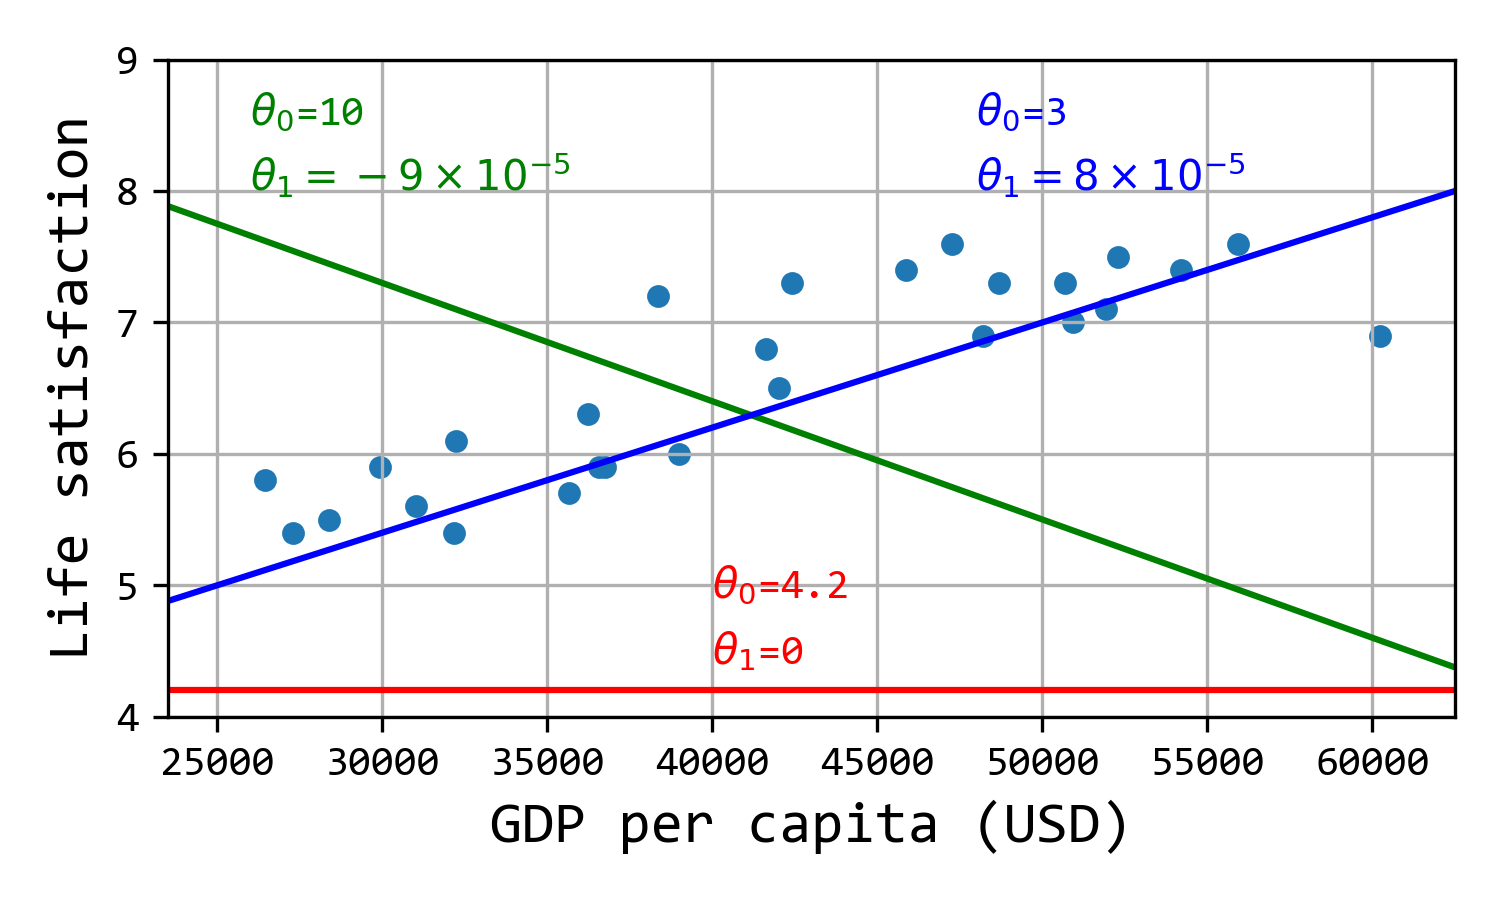 θ₀=10
θ₁ = −9 × 10⁻⁵
θ₀=3
θ₁ = 8 × 10⁻⁵
θ₀=4.2
θ₁=0
Life satisfaction
9
8
7
6
5
4
25000 30000 35000 40000 45000 50000 55000 60000
GDP per capita (USD)